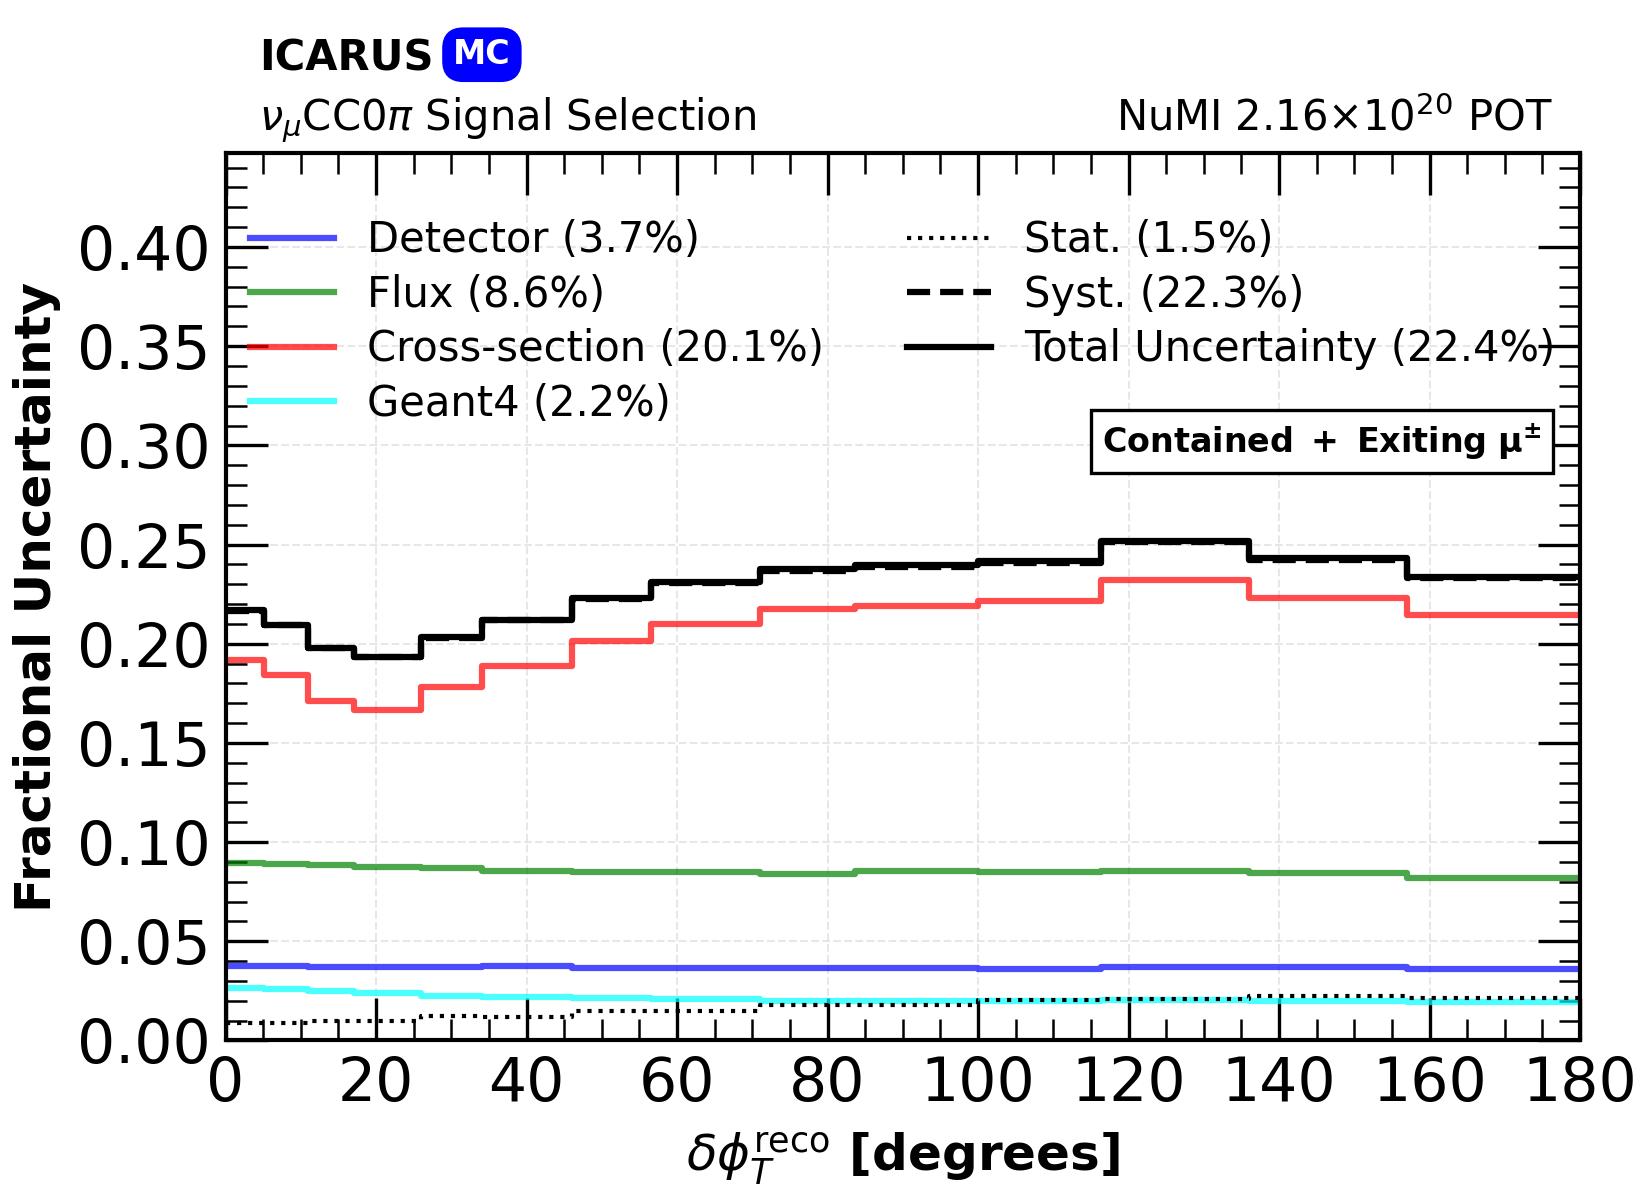 ICARUS MC
νμCC0π Signal Selection
NuMI 2.16×10²⁰ POT
Detector (3.7%)
Flux (8.6%)
Cross-section (20.1%)
Geant4 (2.2%)
Stat. (1.5%)
Syst. (22.3%)
Total Uncertainty (22.4%)
Contained + Exiting μ±
Fractional Uncertainty
0.40
0.35
0.30
0.25
0.20
0.15
0.10
0.05
0.00
0 20 40 60 80 100 120 140 160 180
δϕ_T^reco [degrees]